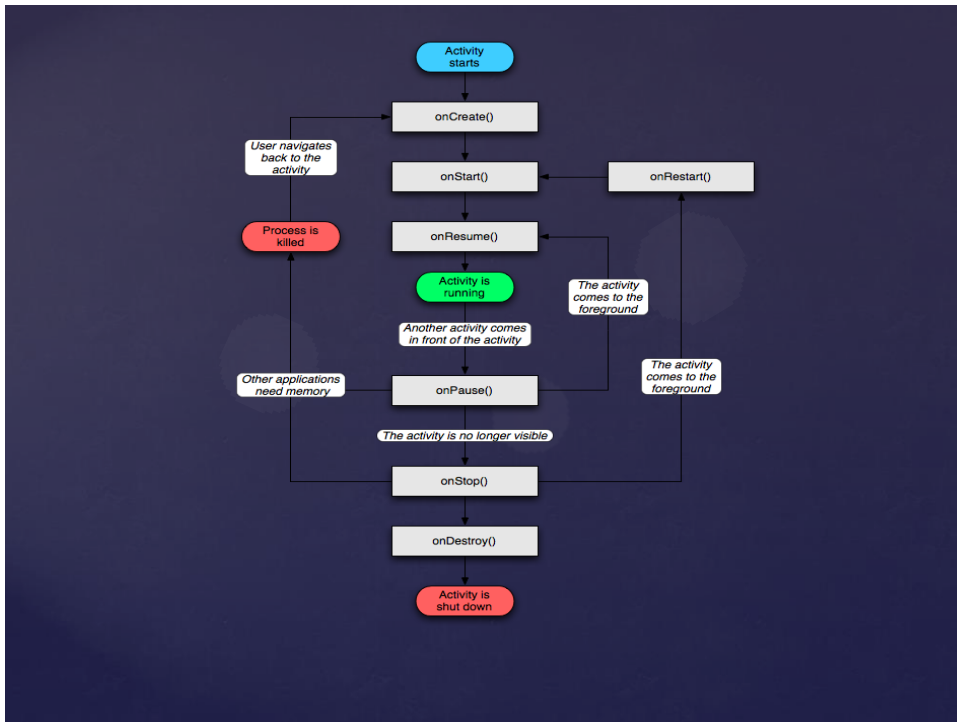 Activity
starts
onCreate()
User navigates
back to the
activity
onStart()
onRestart()
Process is
killed
onResume()
Activity is
running
The activity
comes to the
foreground
Another activity comes
in front of the activity
The activity
comes to the
foreground
Other applications
need memory
onPause()
The activity is no longer visible
onStop()
onDestroy()
Activity is
shut down